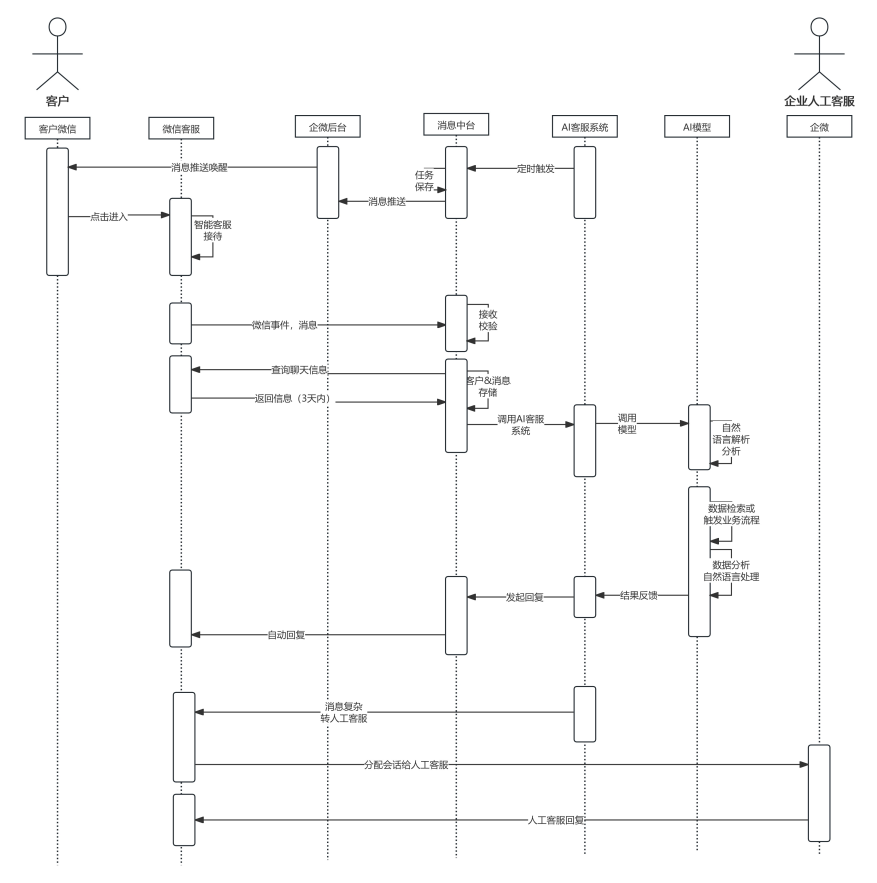 客户
企业人工客服
客户微信
微信客服
企微后台
消息中台
AI客服系统
AI模型
企微
消息推送唤醒
定时触发
任务
保存
消息推送
点击进入
智能客服
接待
微信事件，消息
接收
校验
查询聊天信息
客户&消息
存储
返回信息（3天内）
调用AI客服
系统
调用
模型
自然
语言解析
分析
数据检索或
触发业务流程
数据分析
自然语言处理
结果反馈
发起回复
自动回复
消息复杂
转人工客服
分配会话给人工客服
人工客服回复